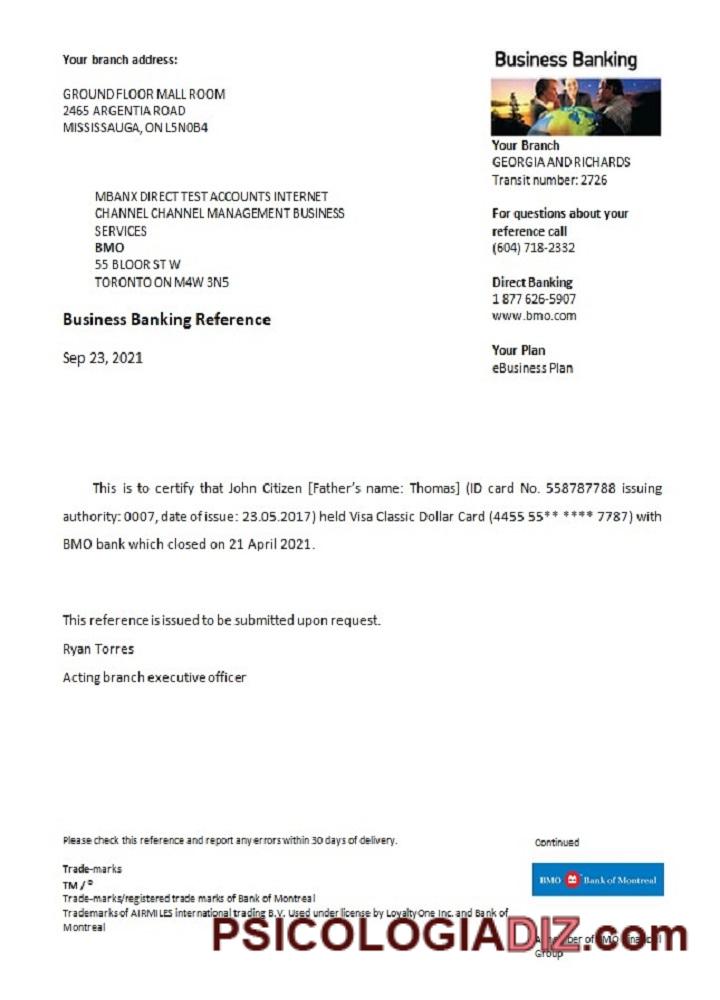 Your branch address:
GROUND FLOOR MALL ROOM
2465 ARGENTIA ROAD
MISSISSAUGA, ON L5N0B4
Business Banking
Your Branch
GEORGIA AND RICHARDS
Transit number: 2726
For questions about your
reference call
(604) 718-2332
Direct Banking
1 877 626-5907
www.bmo.com
Your Plan
eBusiness Plan
MBANX DIRECT TEST ACCOUNTS INTERNET
CHANNEL CHANNEL MANAGEMENT BUSINESS
SERVICES
BMO
55 BLOOR ST W
TORONTO ON M4W 3N5
Business Banking Reference
Sep 23, 2021
This is to certify that John Citizen [Father's name: Thomas] (ID card No. 558787788 issuing
authority: 0007, date of issue: 23.05.2017) held Visa Classic Dollar Card (4455 55** **** 7787) with
BMO bank which closed on 21 April 2021.
This reference is issued to be submitted upon request.
Ryan Torres
Acting branch executive officer
Please check this reference and report any errors within 30 days of delivery.
Trade-marks
TM / ®
Trade-marks/registered trade marks of Bank of Montreal
Trademarks of AIRMILES international trading B.V. Used under license by LoyaltyOne Inc. and Bank of
Montreal
Continued
BMO Bank of Montreal
A member of BMO Financial
Group
PSICOLOGIADIZ.com